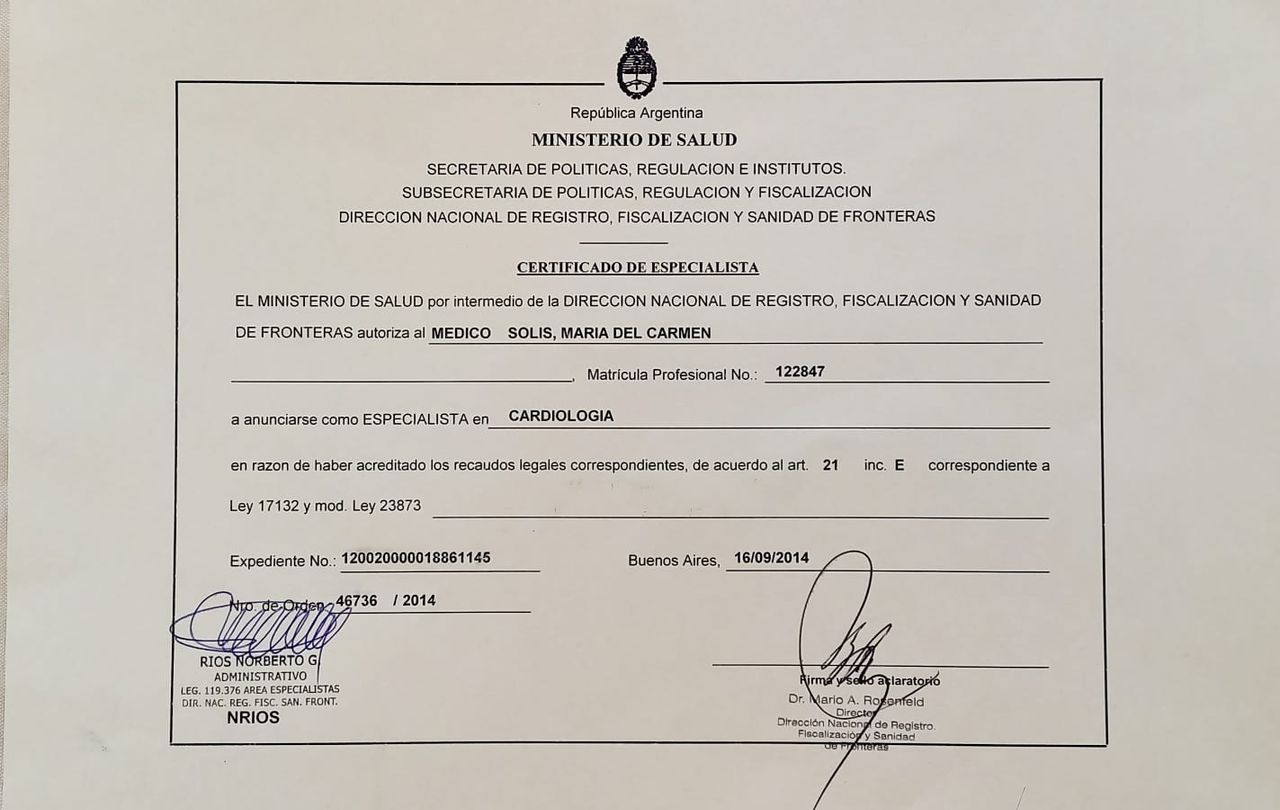 República Argentina
MINISTERIO DE SALUD
SECRETARIA DE POLITICAS, REGULACION E INSTITUTOS.
SUBSECRETARIA DE POLITICAS, REGULACION Y FISCALIZACION
DIRECCION NACIONAL DE REGISTRO, FISCALIZACION Y SANIDAD DE FRONTERAS
CERTIFICADO DE ESPECIALISTA
EL MINISTERIO DE SALUD por intermedio de la DIRECCION NACIONAL DE REGISTRO, FISCALIZACION Y SANIDAD
DE FRONTERAS autoriza al MEDICO SOLIS, MARIA DEL CARMEN
, Matrícula Profesional No.: 122847
a anunciarse como ESPECIALISTA en CARDIOLOGIA
en razon de haber acreditado los recaudos legales correspondientes, de acuerdo al art. 21 inc. E correspondiente a
Ley 17132 y mod. Ley 23873
Expediente No.: 120020000018861145 Buenos Aires, 16/09/2014
Nro. de Orden 46736 / 2014
RIOS NORBERTO G.
ADMINISTRATIVO
LEG. 119.376 AREA ESPECIALISTAS
DIR. NAC. REG. FISC. SAN. FRONT.
NRIOS
Firma y sello aclaratorio
Dr. Mario A. Rosenfeld
Director
Dirección Nacional de Registro.
Fiscalización y Sanidad
de Fronteras